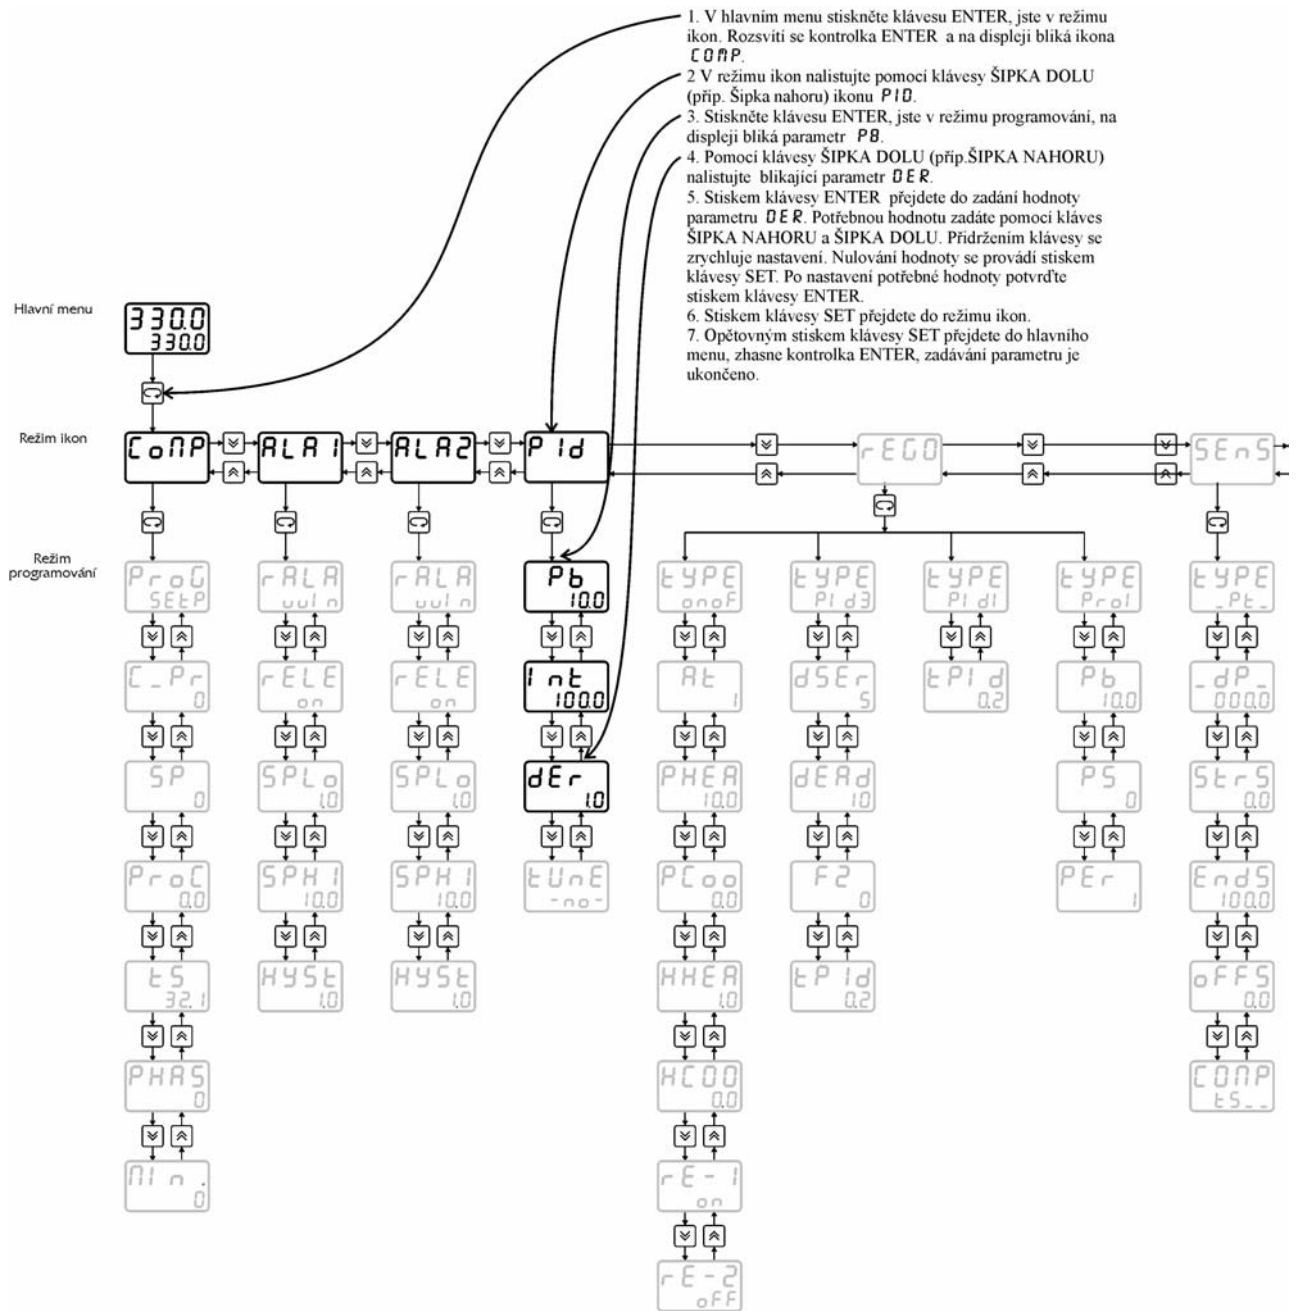 1. V hlavním menu stiskněte klávesu ENTER, jste v režimu
ikon. Rozsvítí se kontrolka ENTER a na displeji bliká ikona
COMP.
2 V režimu ikon nalistujte pomocí klávesy ŠIPKA DOLU
(příp. Šipka nahoru) ikonu PID.
3. Stiskněte klávesu ENTER, jste v režimu programování, na
displeji bliká parametr PB.
4. Pomocí klávesy ŠIPKA DOLU (příp.ŠIPKA NAHORU)
nalistujte blikající parametr DER.
5. Stiskem klávesy ENTER přejdete do zadání hodnoty
parametru DER. Potřebnou hodnotu zadáte pomocí kláves
ŠIPKA NAHORU a ŠIPKA DOLU. Přidržením klávesy se
zrychluje nastavení. Nulování hodnoty se provádí stiskem
klávesy SET. Po nastavení potřebné hodnoty potvrďte
stiskem klávesy ENTER.
6. Stiskem klávesy SET přejdete do režimu ikon.
7. Opětovným stiskem klávesy SET přejdete do hlavního
menu, zhasne kontrolka ENTER, zadávání parametru je
ukončeno.
Hlavní menu
330.0
330.0
Režim ikon
CoMP ALA1 ALA2 PId rEGO SEnS
Režim
programování
ProG rALA rALA Pb tYPE tYPE tYPE tYPE tYPE
SEtP uuIn uuIn 10.0 onoF PId3 PId1 Pro1 _Pt_
C_Pr rELE rELE Int At dSEr tPId Pb _dP_
0 on on 100.0 1 5 0.2 10.0 000.0
SP SPLo SPLo dEr PHEA dEAd PS StrS
0 1.0 1.0 1.0 10.0 10 0 0.0
ProC SPHI SPHI tUnE PCoo F2 PEr EndS
0.0 10.0 10.0 -no- 0.0 0 1 100.0
tS HYSt HYSt HHEA tPId oFFS
32.1 1.0 1.0 1.0 0.2 0.0
PHAS HCOO COMP
0 0.0 tS__
MIn. rE-1
0 on
rE-2
oFF